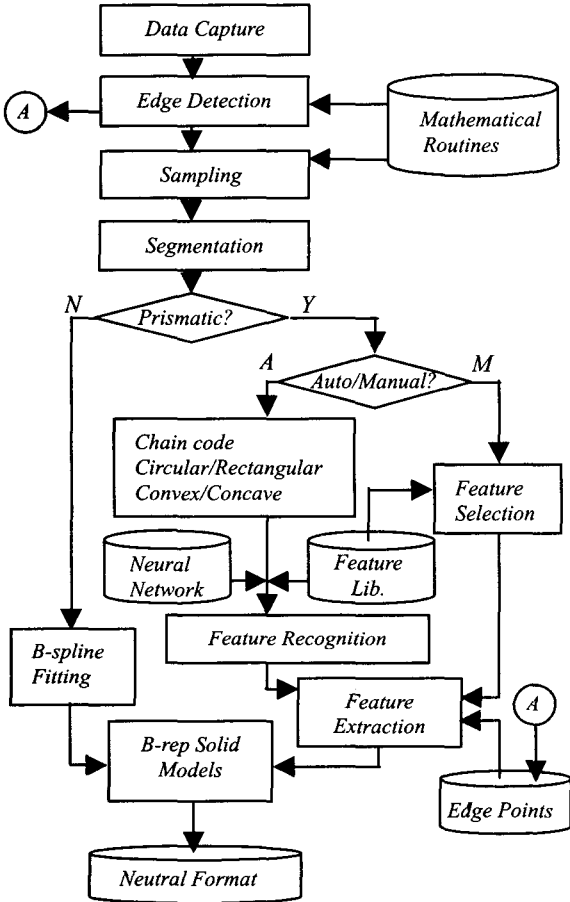 Data Capture
A
Edge Detection
Mathematical
Routines
Sampling
Segmentation
N
Prismatic?
Y
A
Auto/Manual?
M
Chain code
Circular/Rectangular
Convex/Concave
Feature
Selection
Neural
Network
Feature
Lib.
Feature Recognition
B-spline
Fitting
Feature
Extraction
A
B-rep Solid
Models
Edge Points
Neutral Format